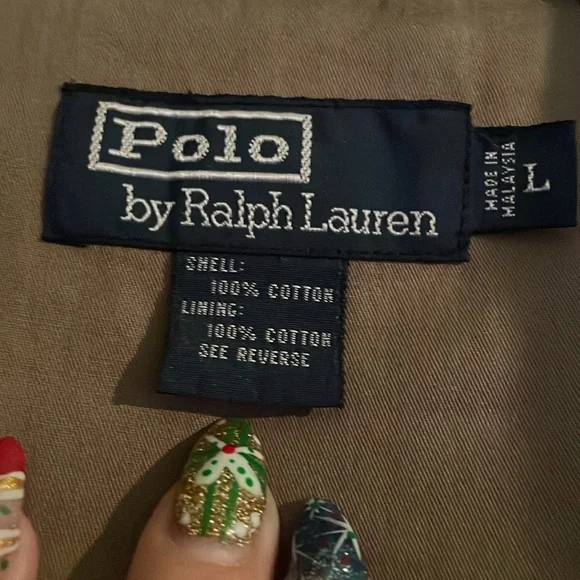 Polo
by Ralph Lauren
MADE IN
MALAYSIA
L
SHELL:
100% COTTON
LINING:
100% COTTON
SEE REVERSE